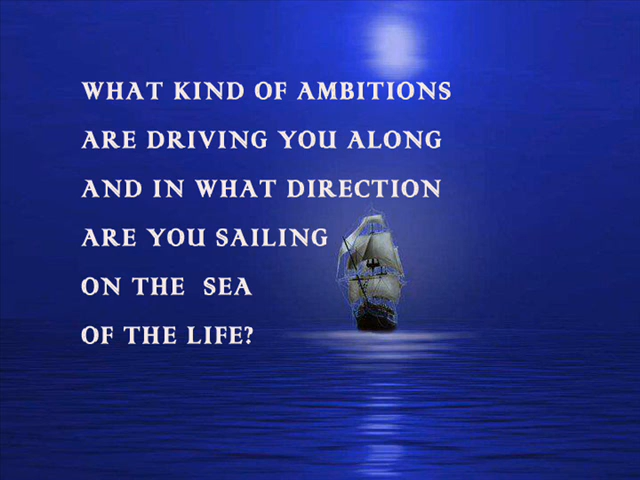 WHAT KIND OF AMBITIONS
ARE DRIVING YOU ALONG
AND IN WHAT DIRECTION
ARE YOU SAILING
ON THE SEA
OF THE LIFE?